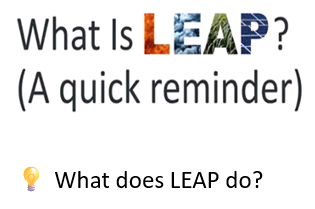 What Is LEAP?
(A quick reminder)
What does LEAP do?